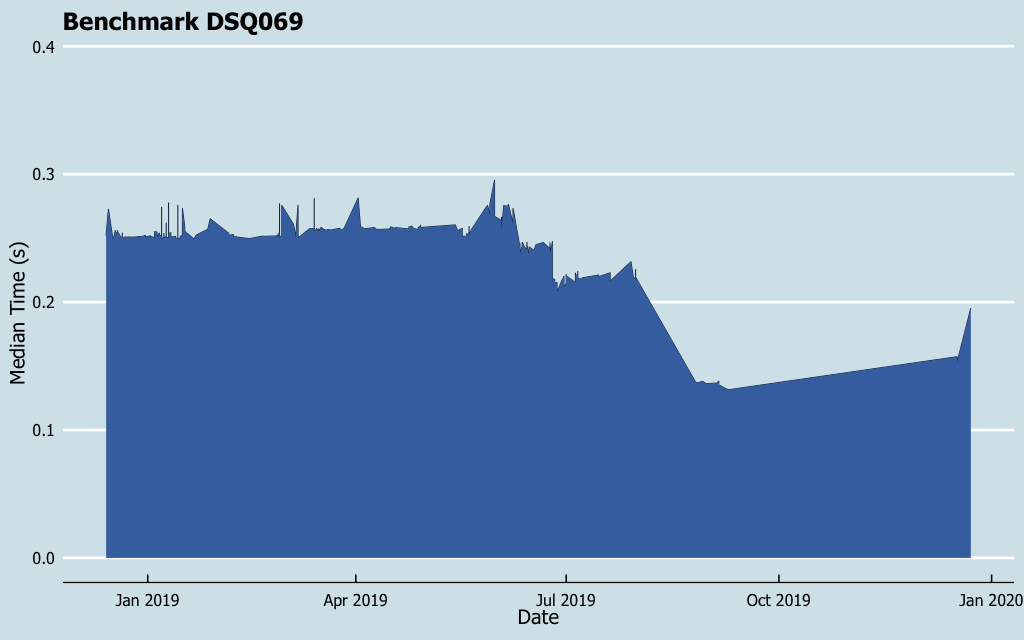 Benchmark DSQ069
0.4
0.3
0.2
0.1
0.0
Median Time (s)
Jan 2019
Apr 2019
Jul 2019
Oct 2019
Jan 2020
Date